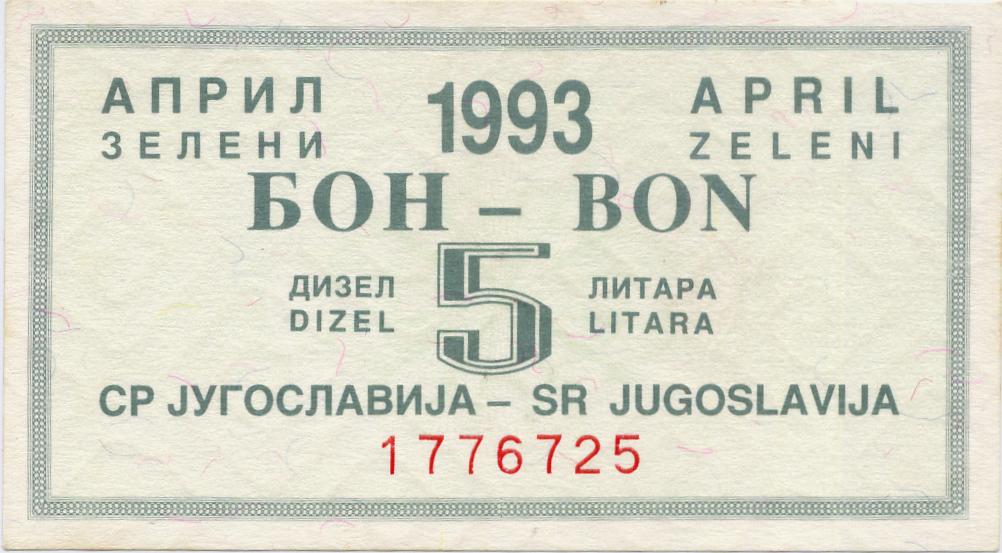 АПРИЛ 1993 APRIL
ЗЕЛЕНИ ZELENI
БОН – BON
ДИЗЕЛ 5 ЛИТАРА
DIZEL LITARA
СР ЈУГОСЛАВИЈА – SR JUGOSLAVIJA
1776725